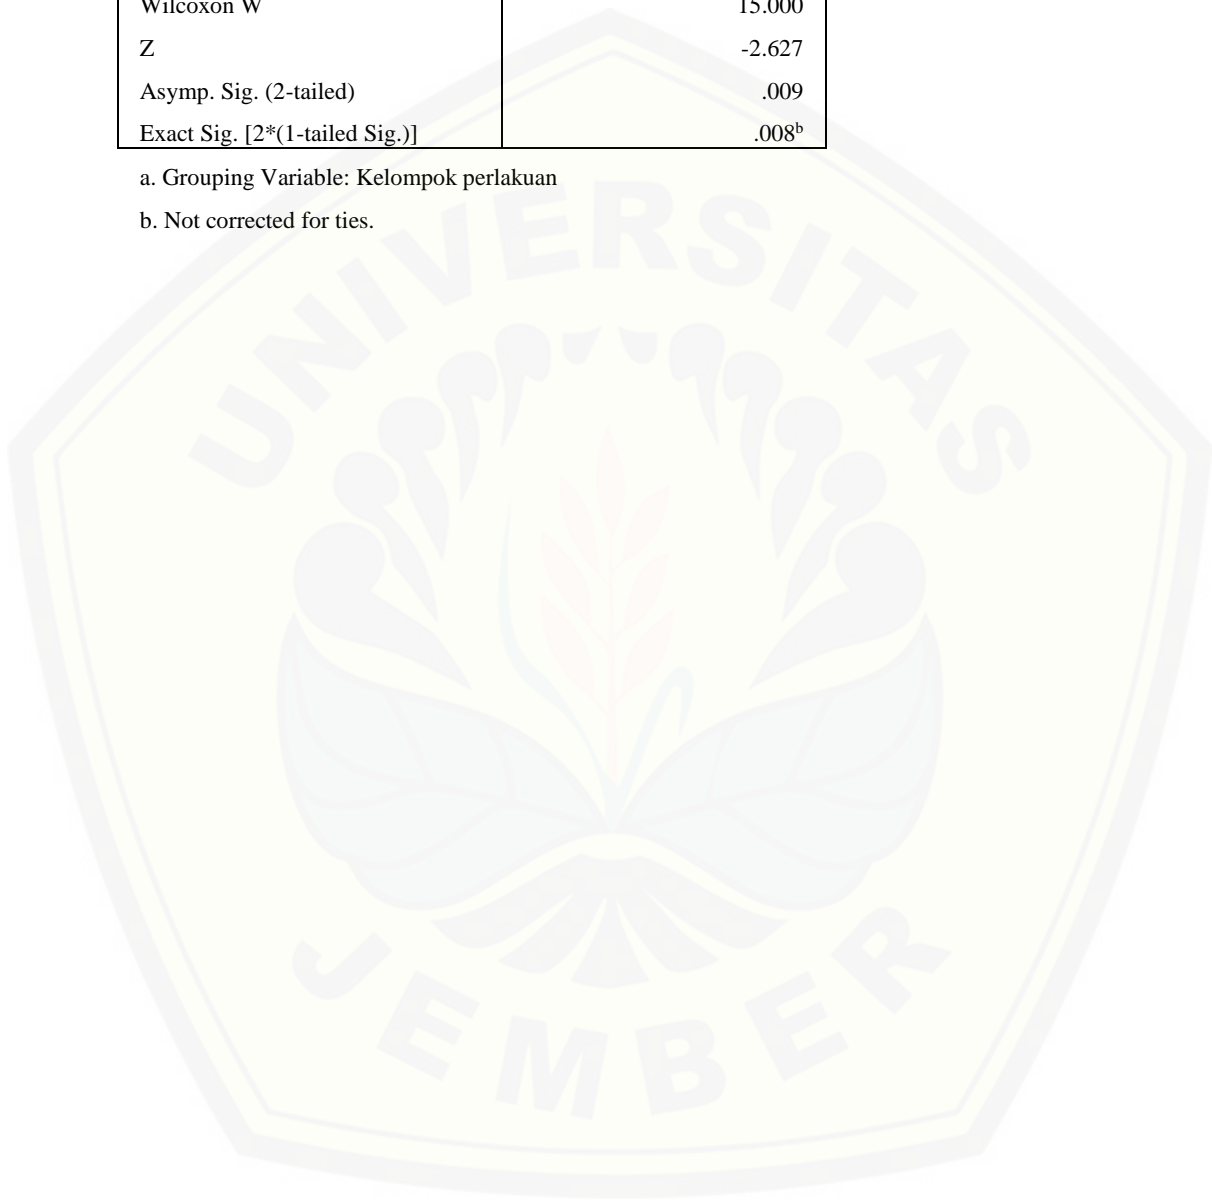 Wilcoxon W 15.000
Z -2.627
Asymp. Sig. (2-tailed) .009
Exact Sig. [2*(1-tailed Sig.)] .008b
a. Grouping Variable: Kelompok perlakuan
b. Not corrected for ties.
UNIVERSITAS
JEMBER